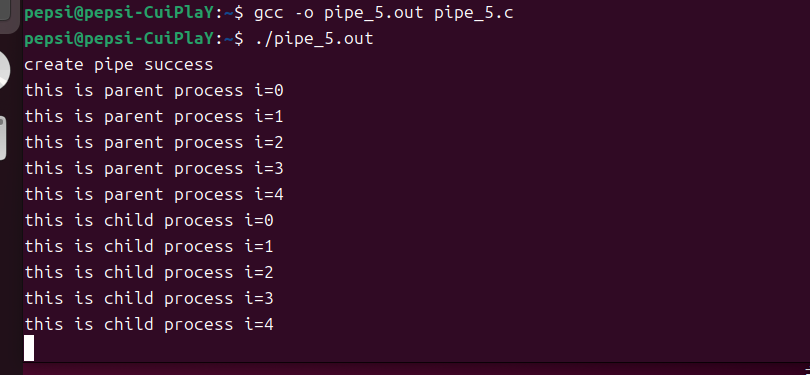 pepsi@pepsi-CuiPlaY:~$ gcc -o pipe_5.out pipe_5.c
pepsi@pepsi-CuiPlaY:~$ ./pipe_5.out
create pipe success
this is parent process i=0
this is parent process i=1
this is parent process i=2
this is parent process i=3
this is parent process i=4
this is child process i=0
this is child process i=1
this is child process i=2
this is child process i=3
this is child process i=4